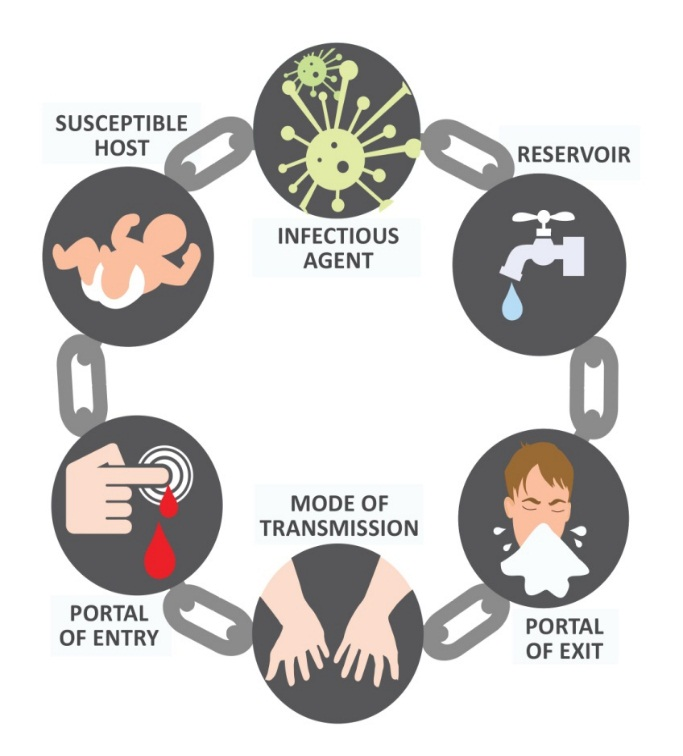 SUSCEPTIBLE
HOST
INFECTIOUS
AGENT
RESERVOIR
PORTAL
OF EXIT
MODE OF
TRANSMISSION
PORTAL
OF ENTRY